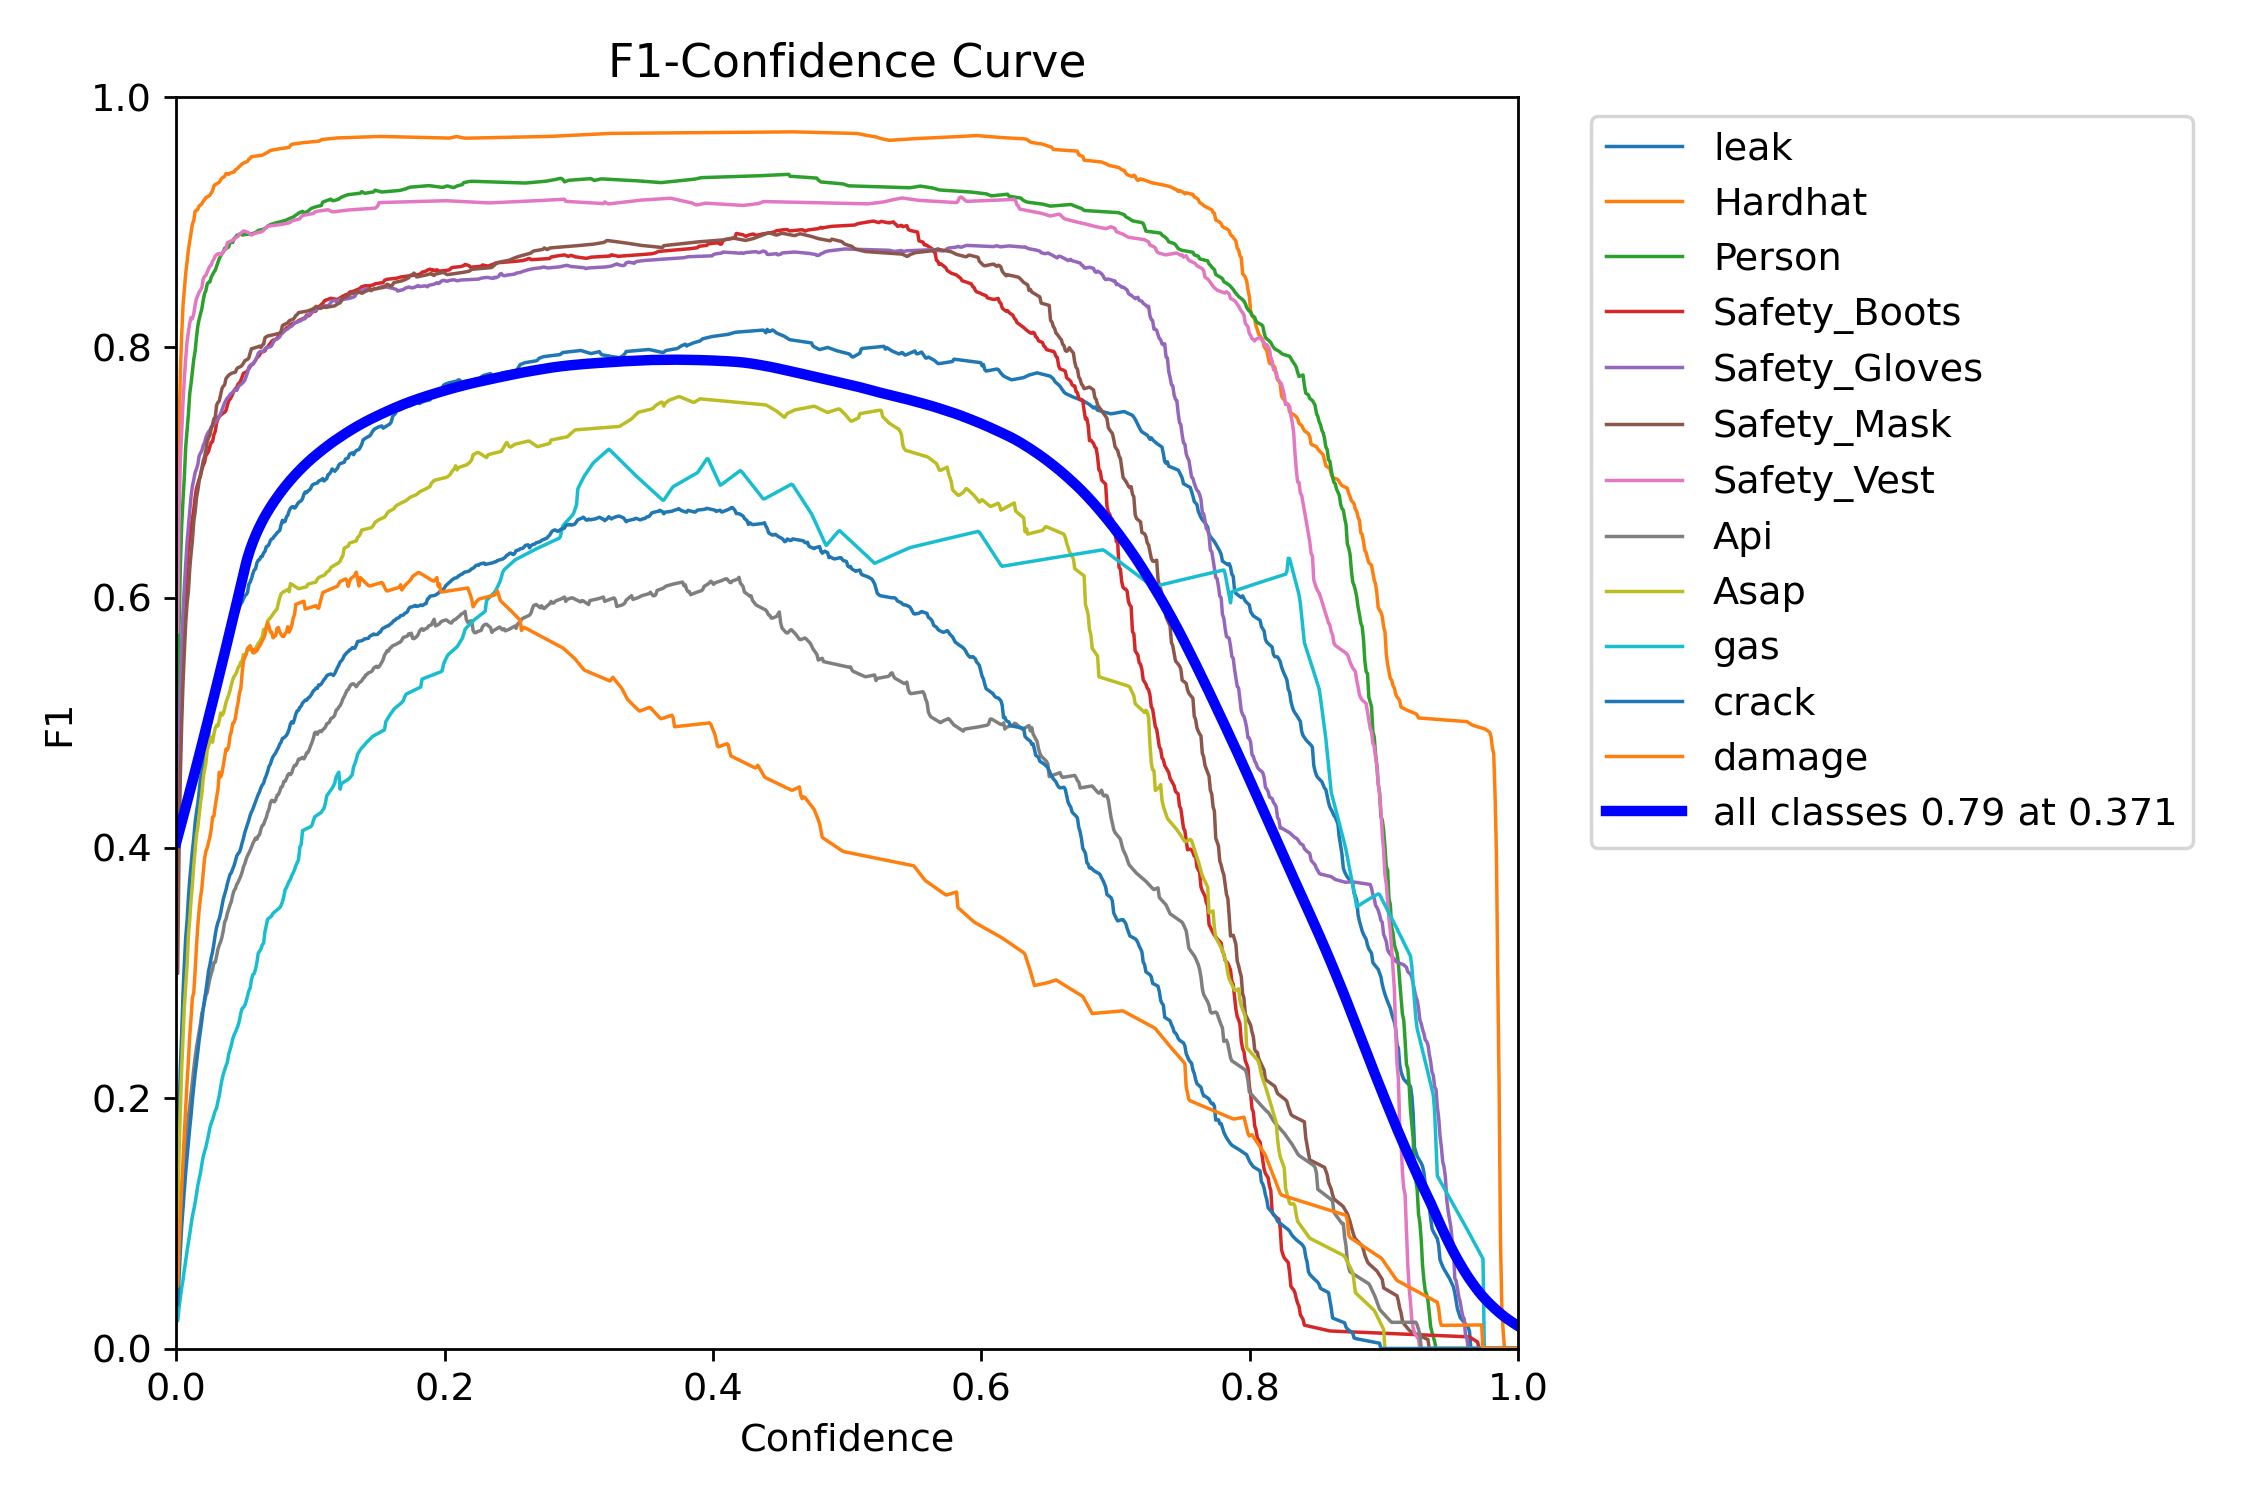 F1-Confidence Curve
1.0
0.8
0.6
0.4
0.2
0.0
F1
0.0 0.2 0.4 0.6 0.8 1.0
Confidence
leak
Hardhat
Person
Safety_Boots
Safety_Gloves
Safety_Mask
Safety_Vest
Api
Asap
gas
crack
damage
all classes 0.79 at 0.371